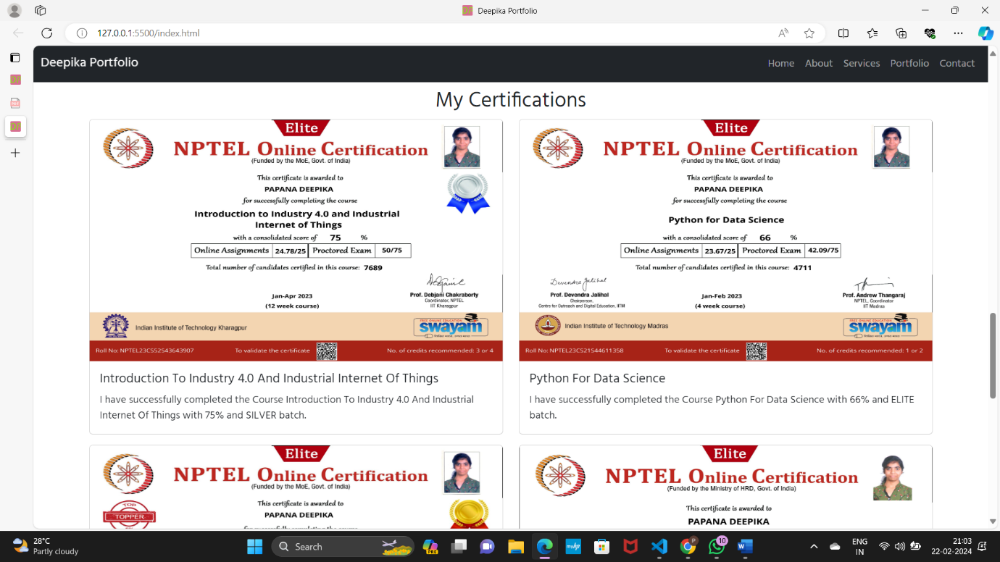 Deepika Portfolio
127.0.0.1:5500/index.html
Deepika Portfolio
Home About Services Portfolio Contact
My Certifications
Elite
NPTEL Online Certification
(Funded by the MoE, Govt. of India)
This certificate is awarded to
PAPANA DEEPIKA
for successfully completing the course
Introduction to Industry 4.0 and Industrial
Internet of Things
with a consolidated score of 75 %
Online Assignments 24.78/25 Proctored Exam 50/75
Total number of candidates certified in this course: 7689
Jan-Apr 2023
(12 week course)
Prof. Debjani Chakraborty
Coordinator, NPTEL
IIT Kharagpur
Indian Institute of Technology Kharagpur
FREE ONLINE EDUCATION
swayam
Roll No: NPTEL23CS52S43643907 To validate the certificate No. of credits recommended: 3 or 4
Introduction To Industry 4.0 And Industrial Internet Of Things
I have successfully completed the Course Introduction To Industry 4.0 And Industrial
Internet Of Things with 75% and SILVER batch.
Elite
NPTEL Online Certification
(Funded by the MoE, Govt. of India)
This certificate is awarded to
PAPANA DEEPIKA
for successfully completing the course
Python for Data Science
with a consolidated score of 66 %
Online Assignments 23.67/25 Proctored Exam 42.09/75
Total number of candidates certified in this course: 4711
Devendra Jalihal
Prof. Devendra Jalihal
Chairperson,
Centre for Outreach and Digital Education, IITM
Jan-Feb 2023
(4 week course)
Prof. Andrew Thangaraj
NPTEL, Coordinator
IIT Madras
Indian Institute of Technology Madras
FREE ONLINE EDUCATION
swayam
Roll No: NPTEL23CS21S44611358 To validate the certificate No. of credits recommended: 1 or 2
Python For Data Science
I have successfully completed the Course Python For Data Science with 66% and ELITE
batch.
Elite
NPTEL Online Certification
(Funded by the MoE, Govt. of India)
This certificate is awarded to
TOP
TOPPER
PAPANA DEEPIKA
Elite
NPTEL Online Certification
(Funded by the Ministry of HRD, Govt. of India)
This certificate is awarded to
PAPANA DEEPIKA
28°C
Partly cloudy
Search
PRE
myhp
P
10
ENG
IN
21:03
22-02-2024